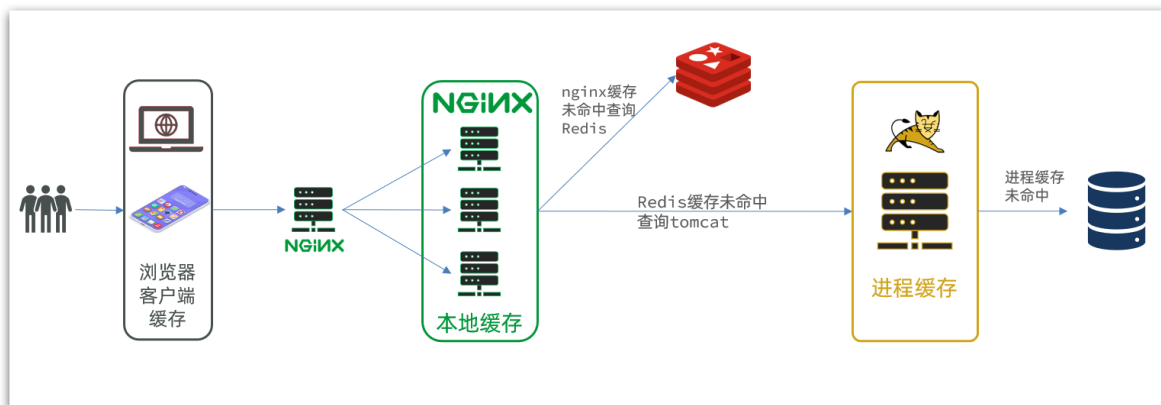 浏览器
客户端
缓存
NGINX
NGINX
本地缓存
nginx缓存
未命中查询
Redis
Redis缓存未命中
查询tomcat
进程缓存
进程缓存
未命中